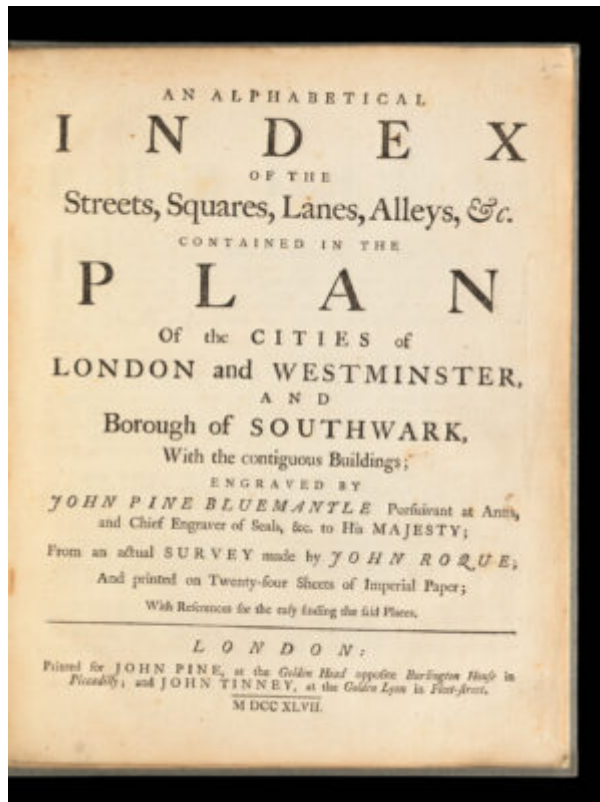 AN ALPHABETICAL
INDEX
OF THE
Streets, Squares, Lanes, Alleys, &c.
CONTAINED IN THE
PLAN
Of the CITIES of
LONDON and WESTMINSTER,
AND
Borough of SOUTHWARK,
With the contiguous Buildings;
ENGRAVED BY
JOHN PINE BLUEMANTLE Pursuivant at Arms,
and Chief Engraver of Seals, &c. to His MAJESTY;
From an actual SURVEY made by JOHN ROQUE;
And printed on Twenty-four Sheets of Imperial Paper;
With References for the easy finding the said Places.
LONDON:
Printed for JOHN PINE, at the Golden Head opposite Burlington House in
Piccadilly; and JOHN TINNEY, at the Golden Lyon in Fleet-street.
M DCC XLVII.